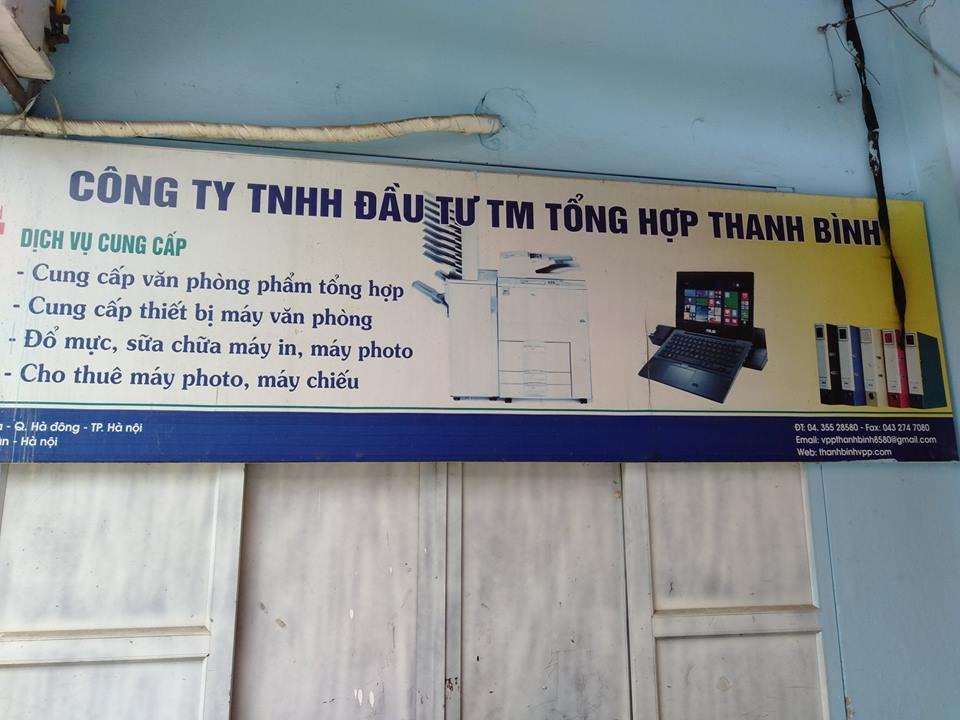 CÔNG TY TNHH ĐẦU TƯ TM TỔNG HỢP THANH BÌNH
DỊCH VỤ CUNG CẤP
- Cung cấp văn phòng phẩm tổng hợp
- Cung cấp thiết bị máy văn phòng
- Đổ mực, sữa chữa máy in, máy photo
- Cho thuê máy photo, máy chiếu
- Q. Hà đông - TP. Hà nội
- Hà nội
ĐT: 04. 355 28580 - Fax: 043 274 7080
Email: vppthanhbinh8580@gmail.com
Web: thanhbinhvpp.com
ASUS